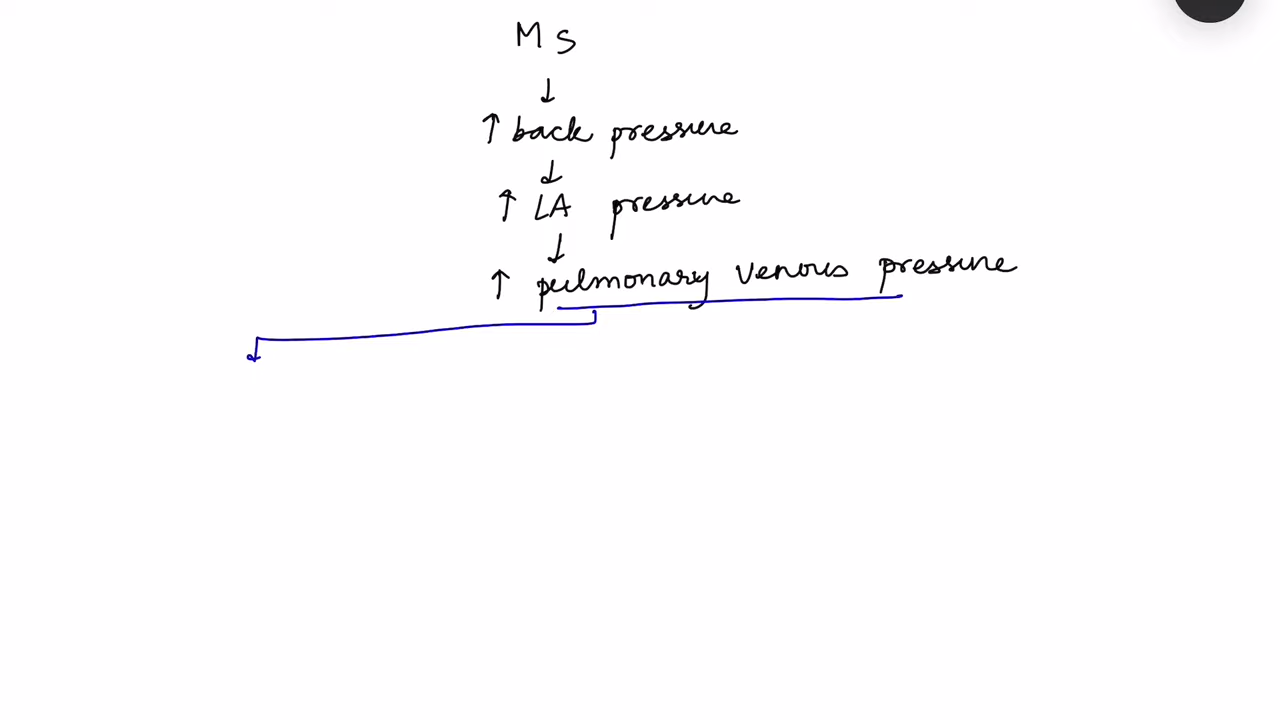 M S
↓
↑ back pressure
↓
↑ LA pressure
↓
↑ pulmonary venous pressure